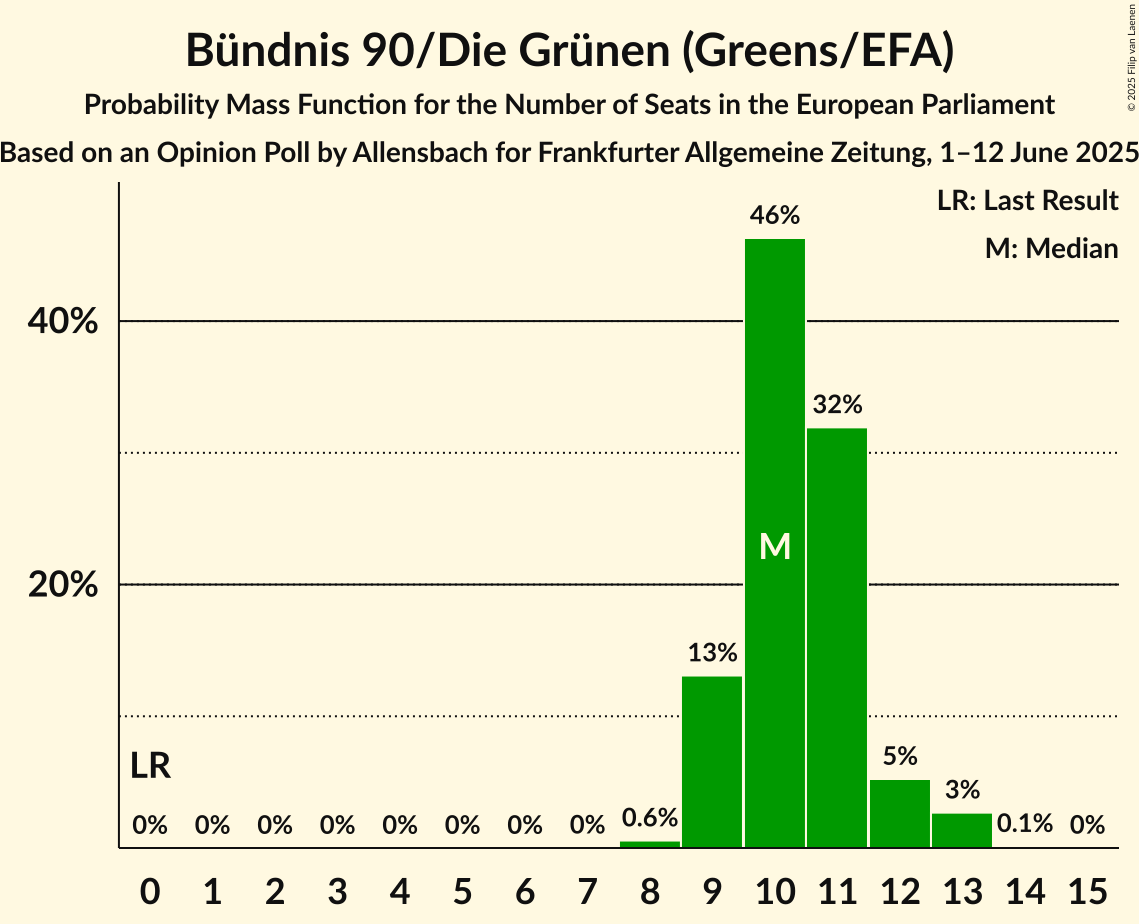 Bündnis 90/Die Grünen (Greens/EFA)
Probability Mass Function for the Number of Seats in the European Parliament
Based on an Opinion Poll by Allensbach for Frankfurter Allgemeine Zeitung, 1–12 June 2025
© 2025 Filip van Laenen
LR: Last Result
M: Median
46%
40%
32%
M
20%
13%
LR
5%
3%
0% 0% 0% 0% 0% 0% 0% 0% 0.6% 0.1% 0%
0 1 2 3 4 5 6 7 8 9 10 11 12 13 14 15